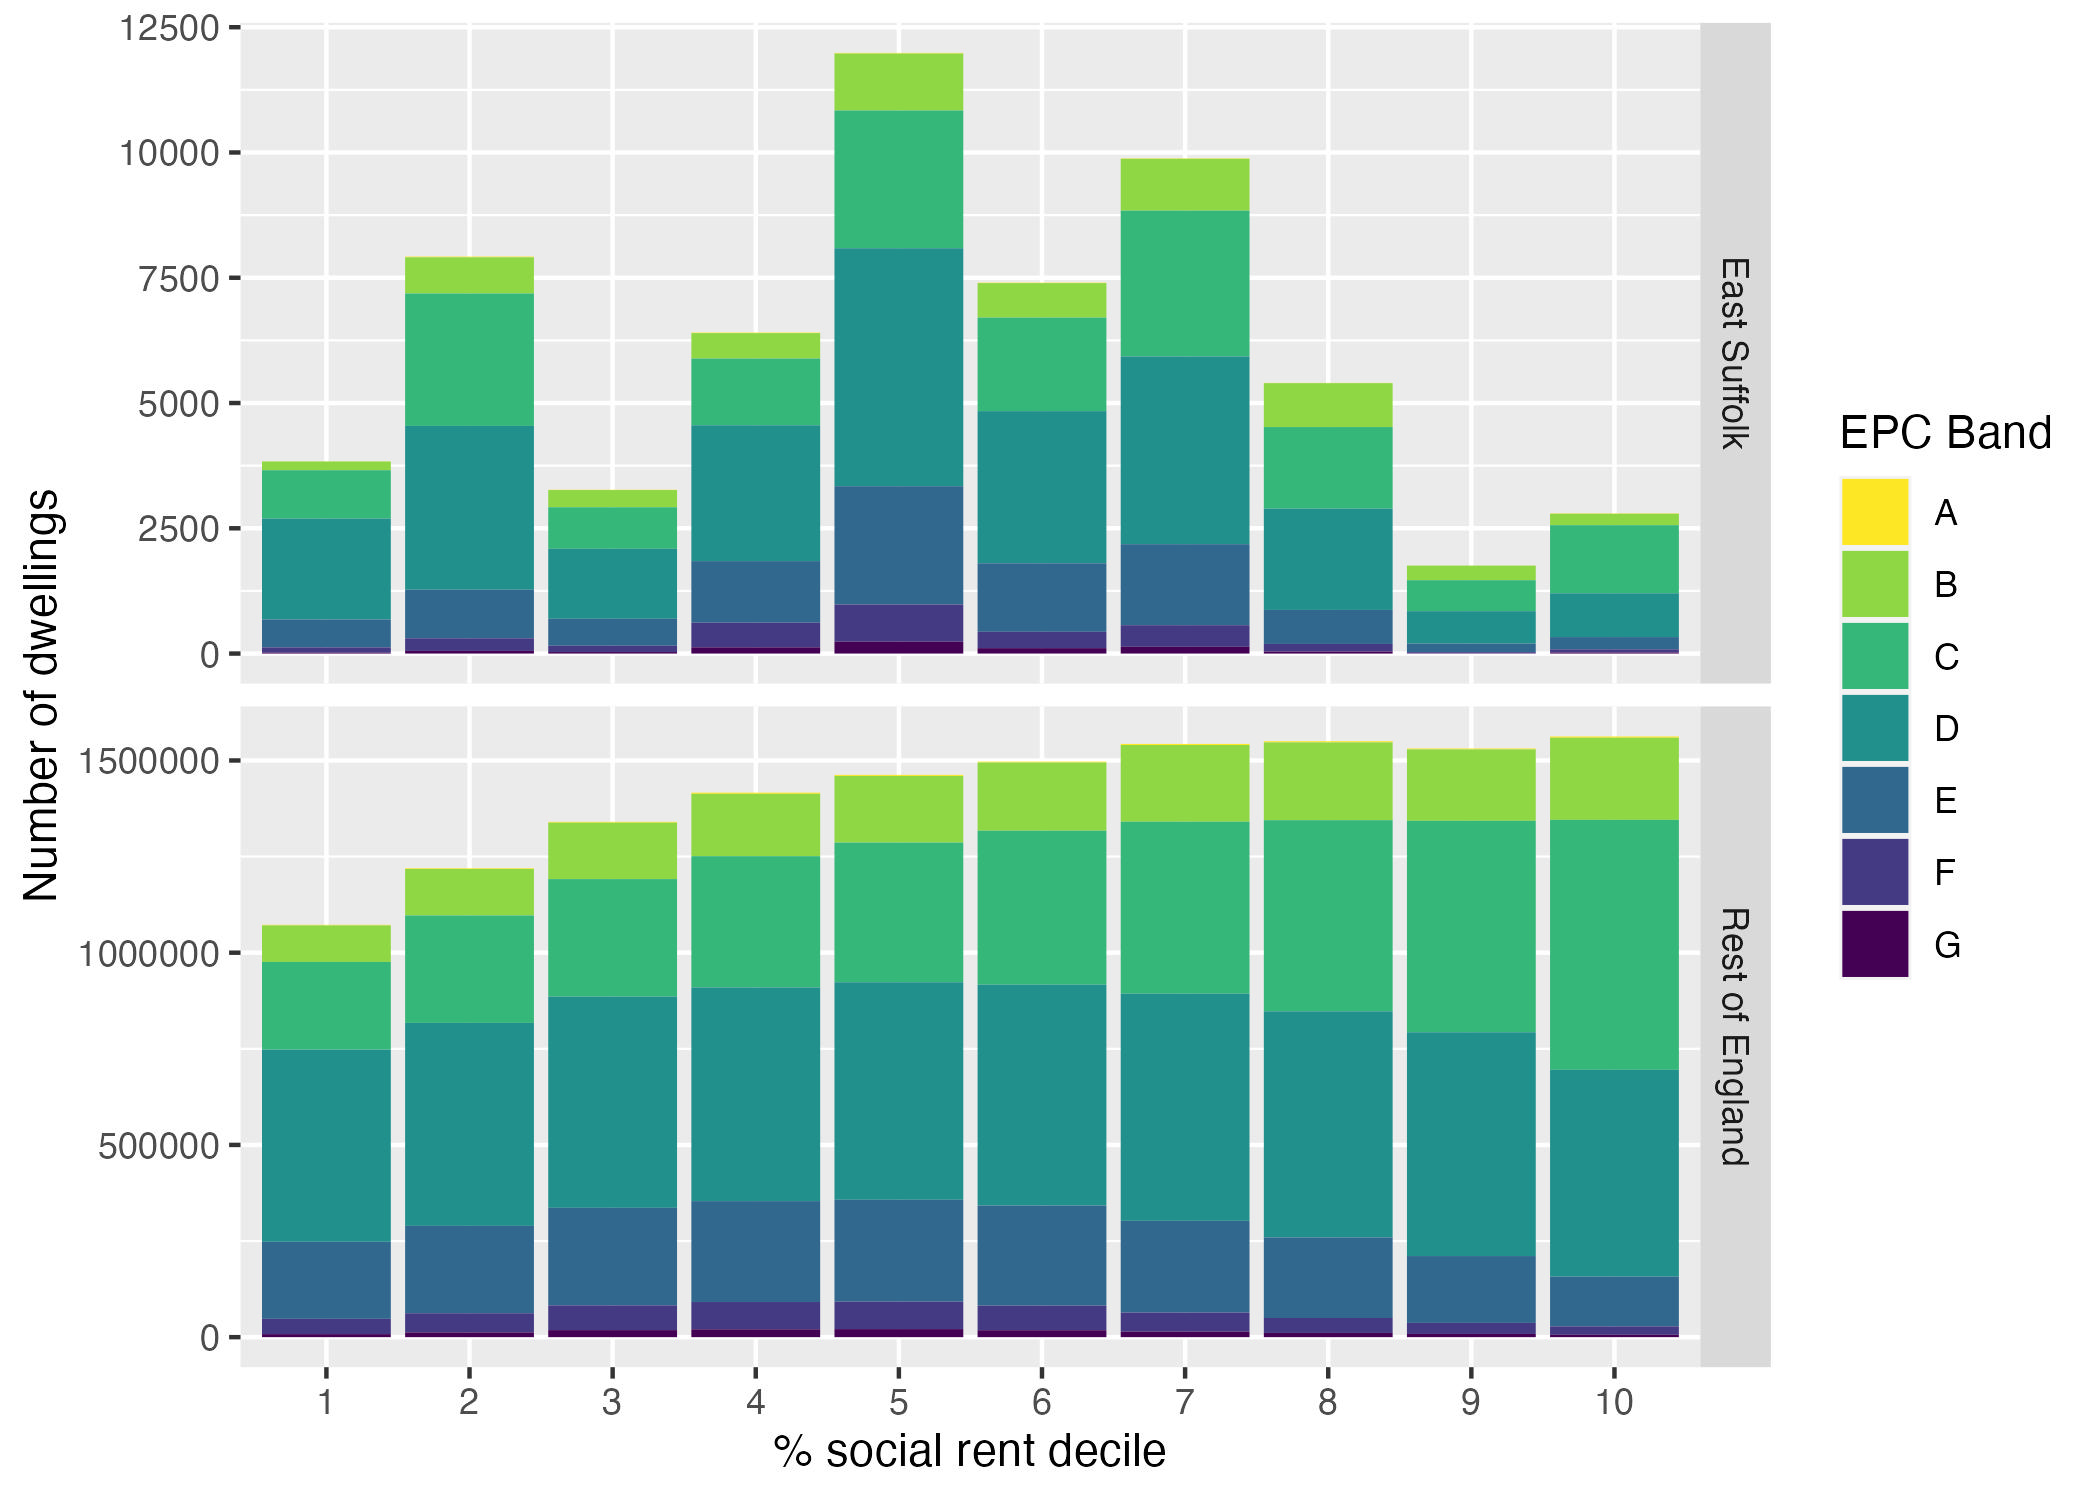 12500
10000
7500
5000
2500
0
East Suffolk
1500000
1000000
500000
0
Rest of England
1 2 3 4 5 6 7 8 9 10
% social rent decile
Number of dwellings
EPC Band
A
B
C
D
E
F
G